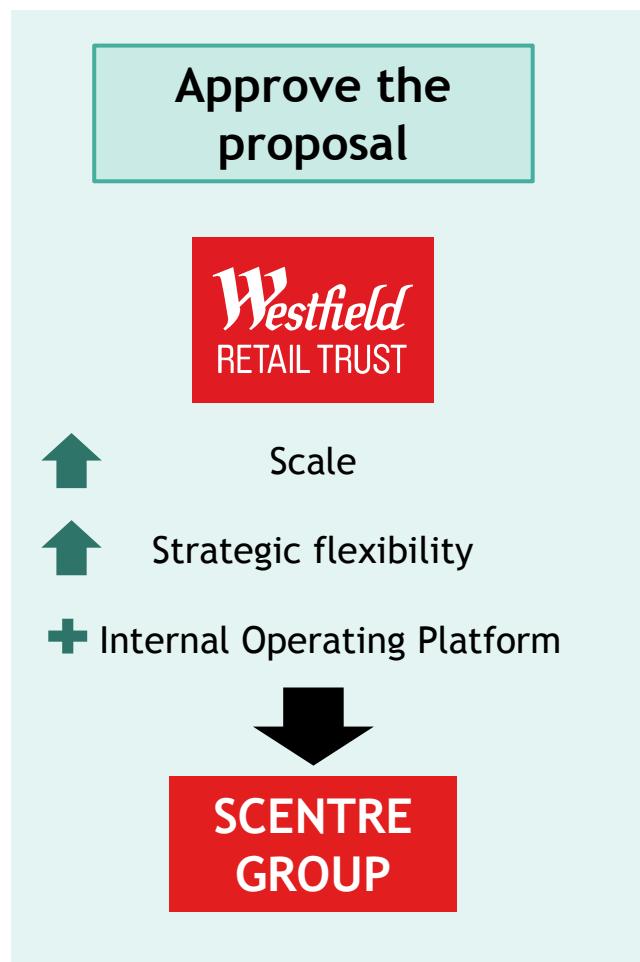 Approve the
proposal
Westfield
RETAIL TRUST
Scale
Strategic flexibility
Internal Operating Platform
SCENTRE
GROUP